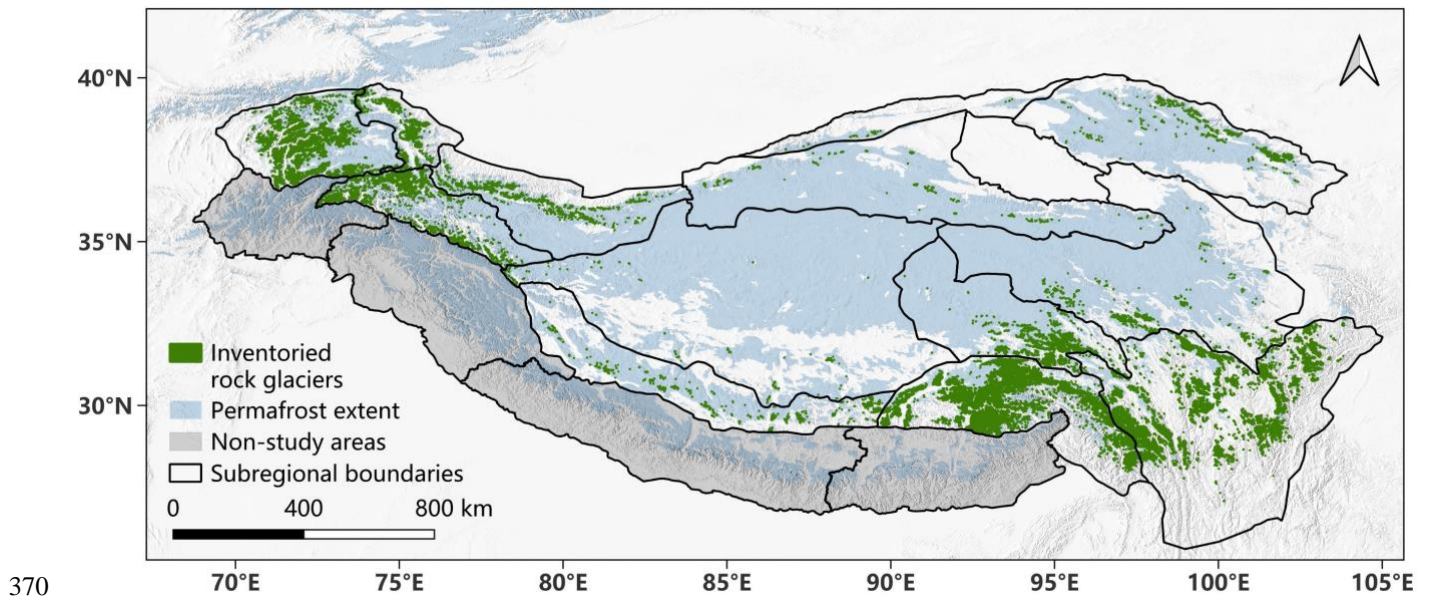 40°N
35°N
30°N
Inventoried
rock glaciers
Permafrost extent
Non-study areas
Subregional boundaries
0 400 800 km
370
70°E 75°E 80°E 85°E 90°E 95°E 100°E 105°E